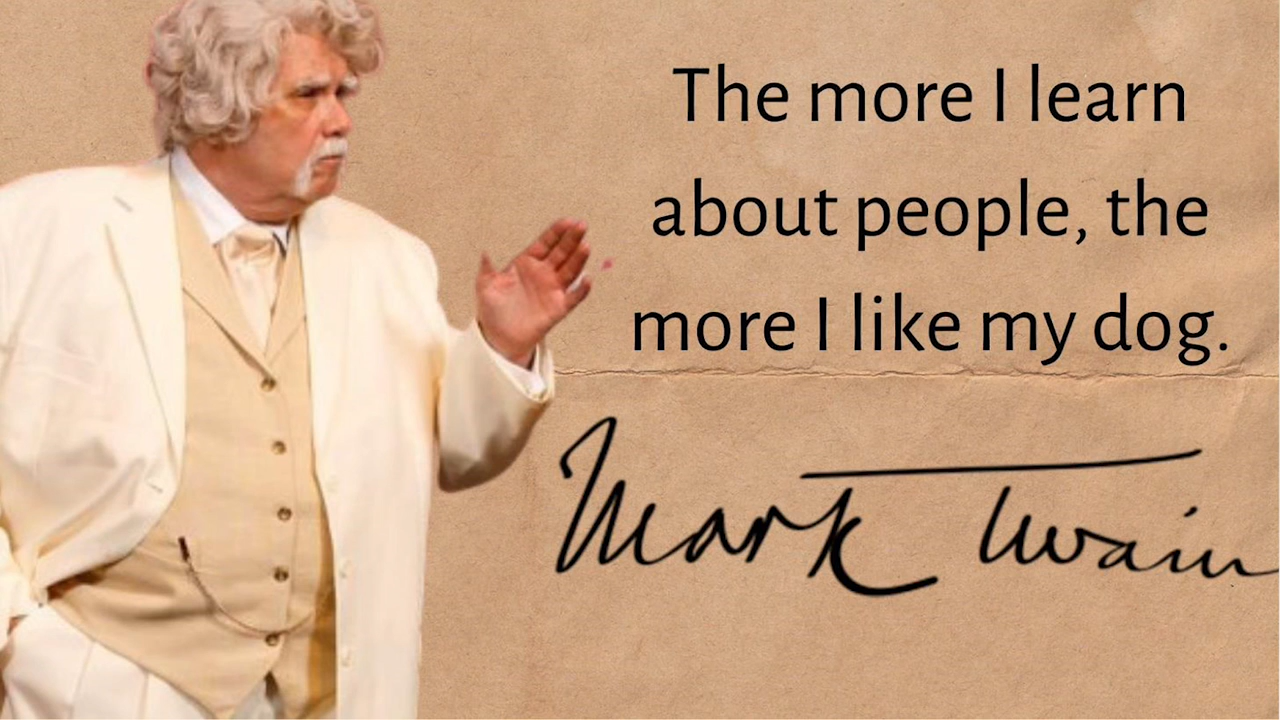 The more I learn
about people, the
more I like my dog.
Mark Twain